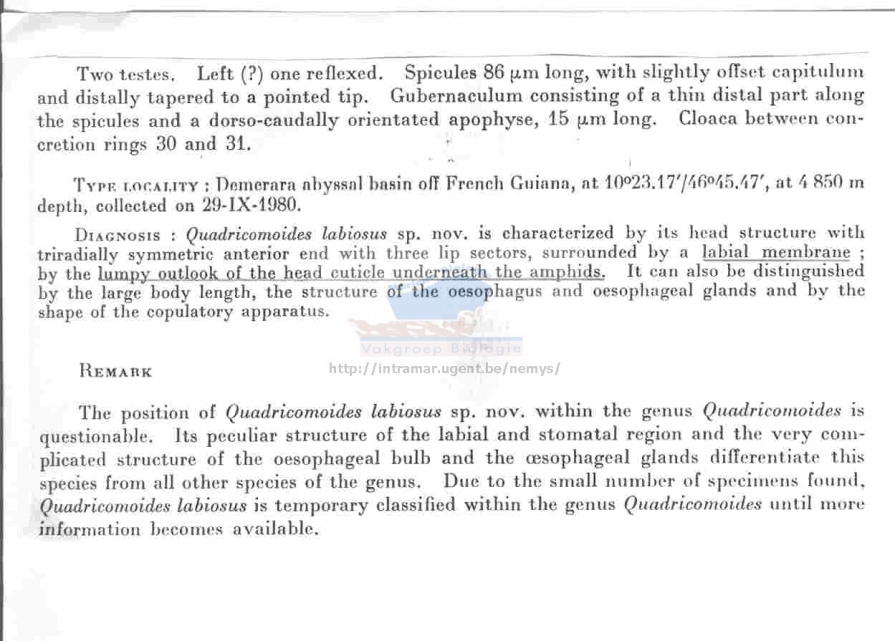 Two testes. Left (?) one reflexed. Spicules 86 µm long, with slightly offset capitulum
and distally tapered to a pointed tip. Gubernaculum consisting of a thin distal part along
the spicules and a dorso-caudally orientated apophyse, 15 µm long. Cloaca between con-
cretion rings 30 and 31.
TYPE LOCALITY : Demerara abyssal basin off French Guiana, at 10º23.17'/46º45.47', at 4 850 m
depth, collected on 29-IX-1980.
DIAGNOSIS : Quadricomoides labiosus sp. nov. is characterized by its head structure with
triradially symmetric anterior end with three lip sectors, surrounded by a labial membrane ;
by the lumpy outlook of the head cuticle underneath the amphids. It can also be distinguished
by the large body length, the structure of the oesophagus and oesophageal glands and by the
shape of the copulatory apparatus.
Vakgroep Biologie
http://intramar.ugent.be/nemys/
REMARK
The position of Quadricomoides labiosus sp. nov. within the genus Quadricomoides is
questionable. Its peculiar structure of the labial and stomatal region and the very com-
plicated structure of the oesophageal bulb and the œsophageal glands differentiate this
species from all other species of the genus. Due to the small number of specimens found,
Quadricomoides labiosus is temporary classified within the genus Quadricomoides until more
information becomes available.